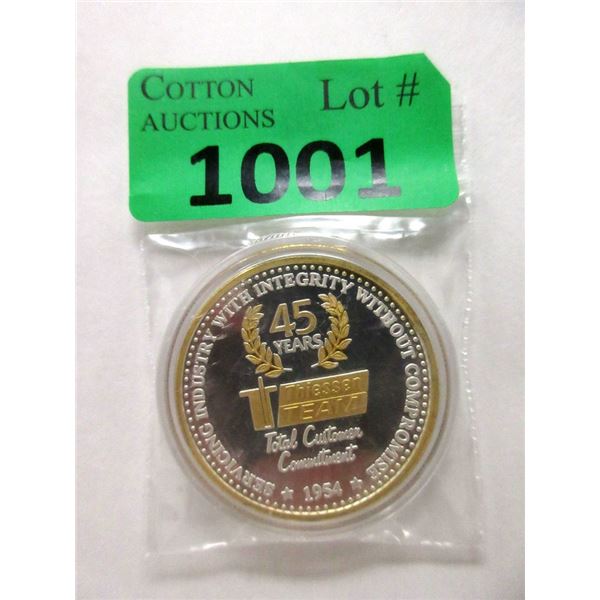 COTTON
AUCTIONS
Lot #
1001
SERVICING INDUSTRY WITH INTEGRITY WITHOUT COMPROMISE
45
YEARS
Thiessen
TEAM
Total Customer
Commitment
★ 1954 ★